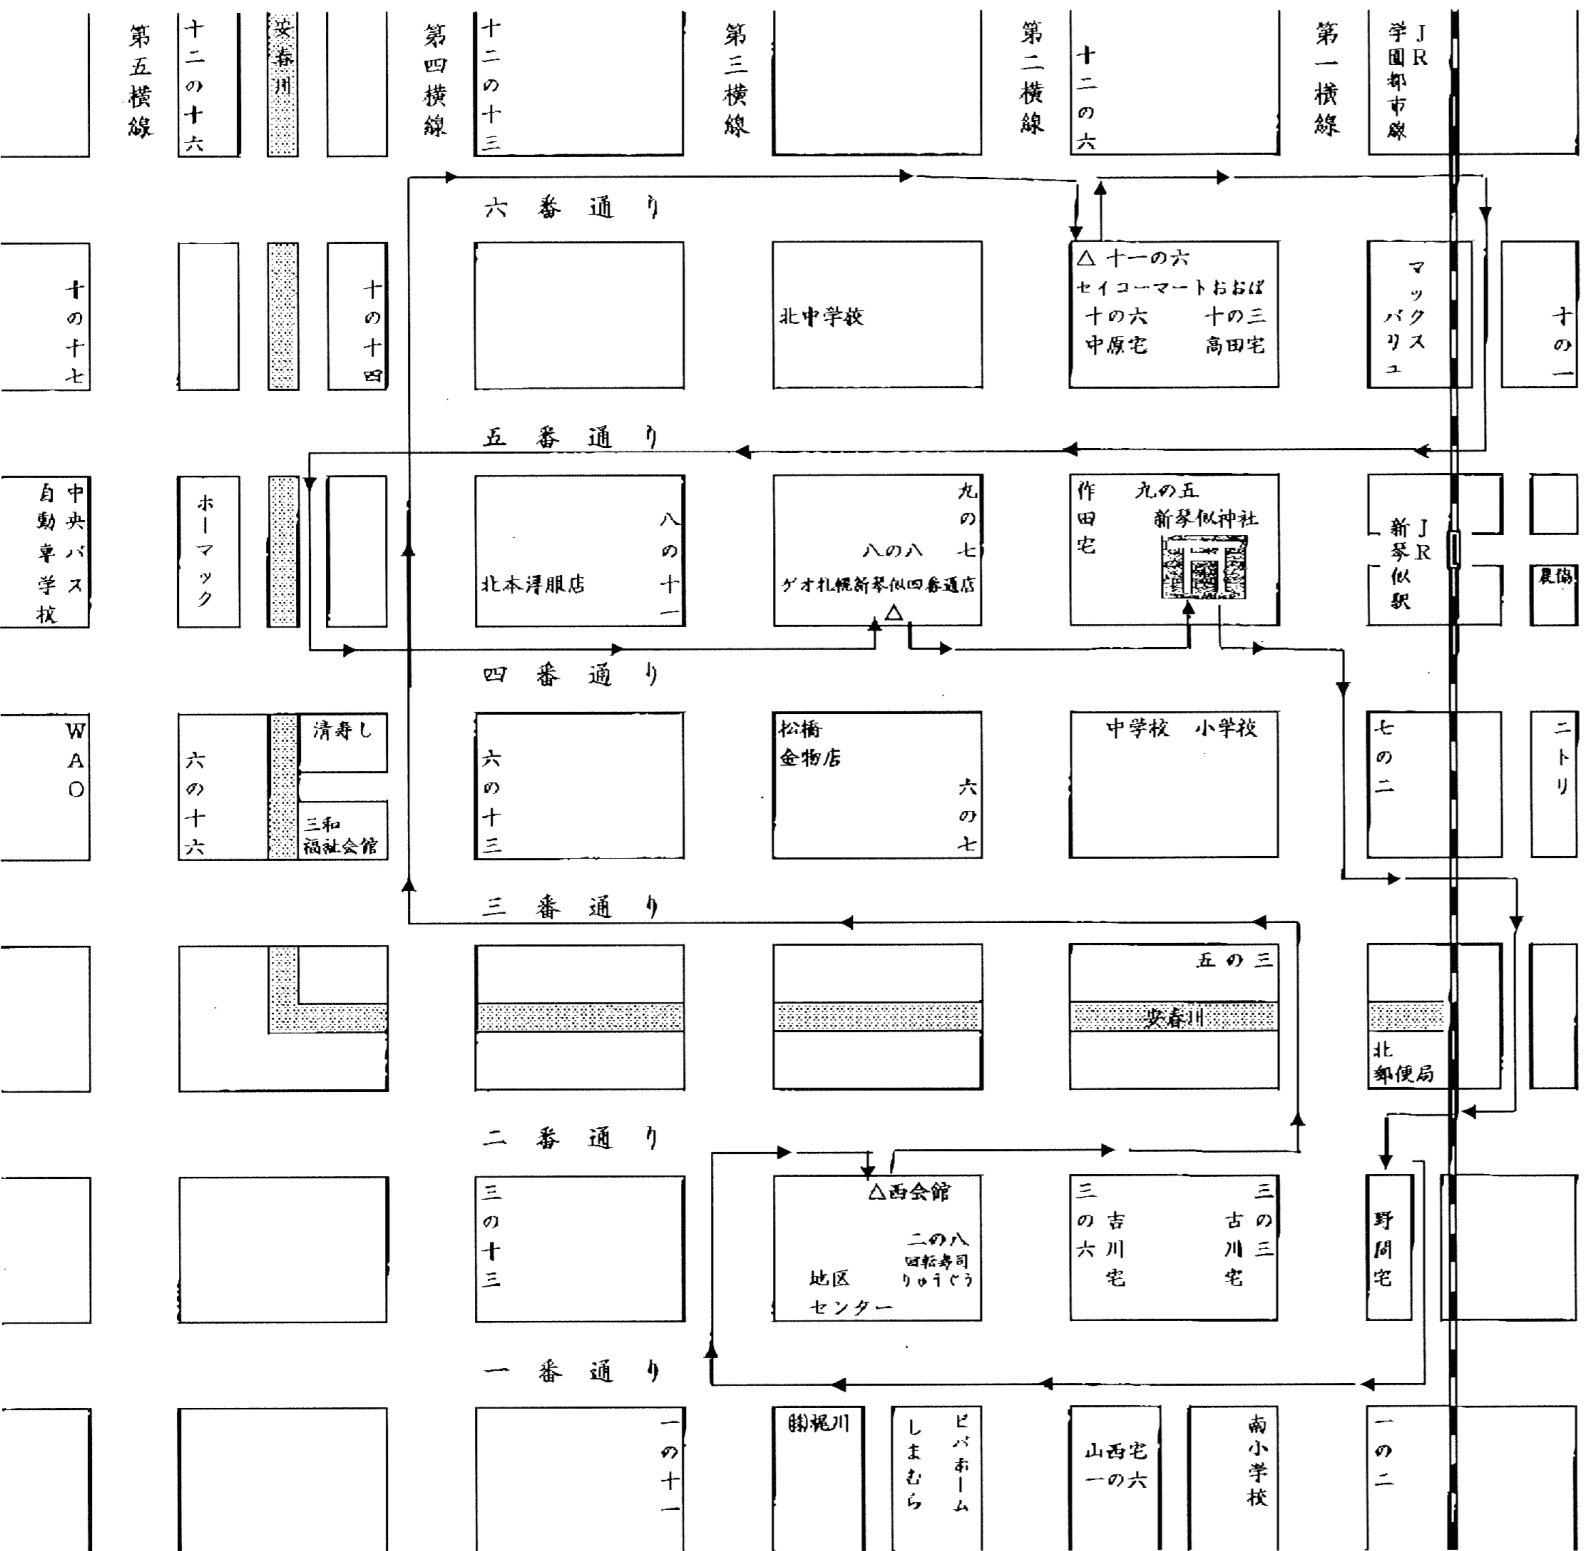 第五横線
十二の十六
安春川
第四横線
十二の十三
第三横線
第二横線
十二の六
第一横線
JR
学園都市線
六番通り
十の十七
十の十四
北中学校
△ 十一の六
セイコーマートおおば
十の六 十の三
中原宅 高田宅
マックス
バリュ
十の一
五番通り
中央バス
自動車学校
ホーマック
八の十一
北本洋服店
九の七
八の八
ゲオ札幌新琴似四番通店
△
作田宅
九の五
新琴似神社
JR
新琴似駅
農協
四番通り
WAO
六の十六
清寿し
三和
福祉会館
六の十三
松橋
金物店
六の七
中学校 小学校
七の二
ニトリ
三番通り
五の三
安春川
北
郵便局
二番通り
三の十三
△西会館
二の八
回転寿司
りゅうぐう
地区
センター
三の六
吉川宅
三の三
古川宅
野間宅
一番通り
一の十一
㈱梶川
しまむら
ビバホーム
山西宅
一の六
南小学校
一の二